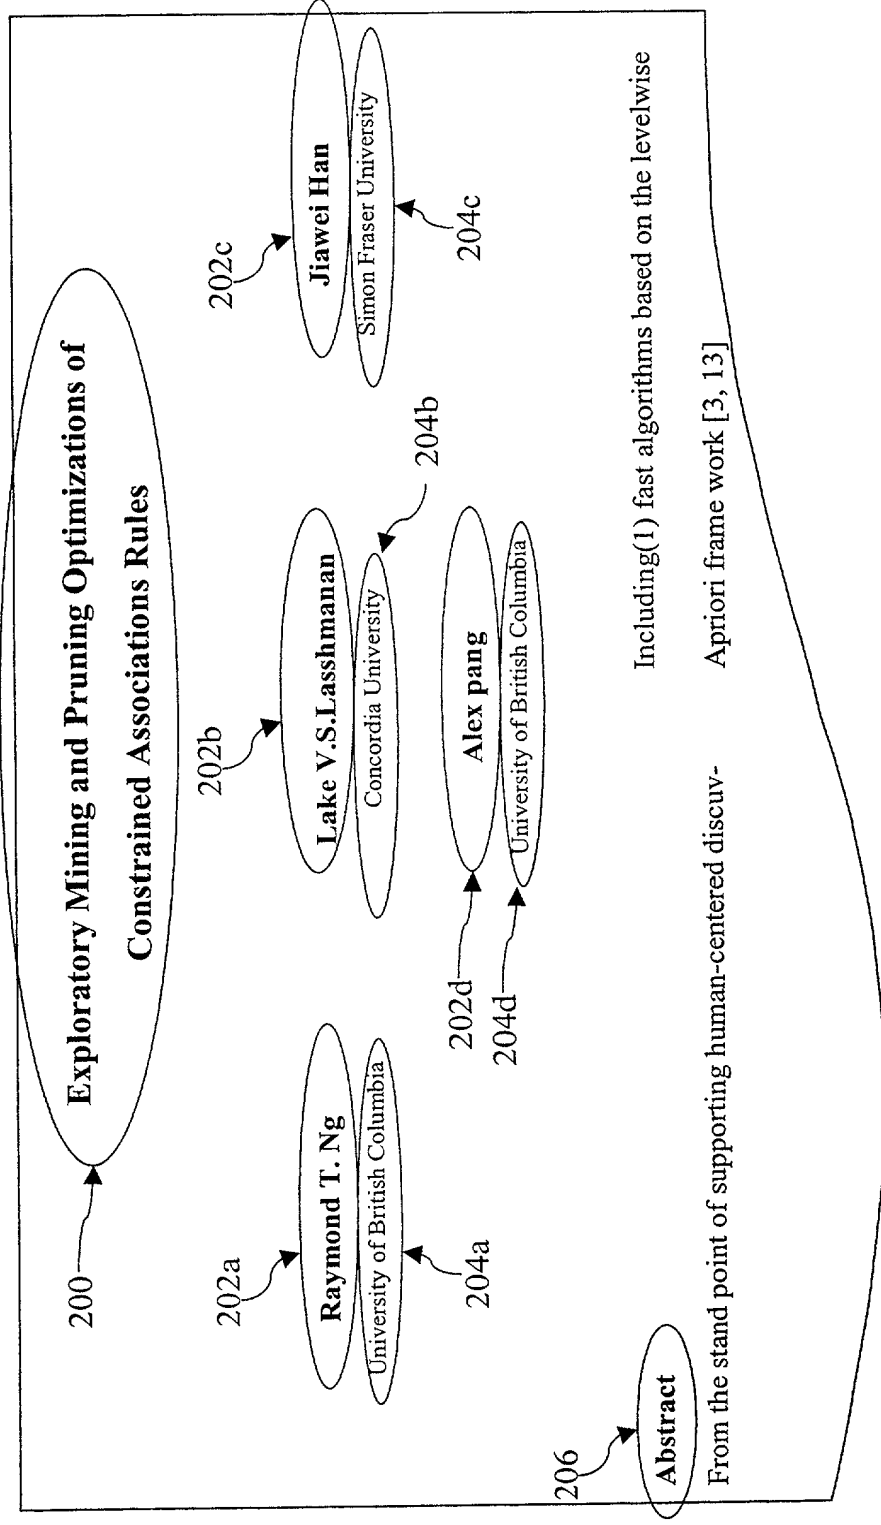 Exploratory Mining and Pruning Optimizations of
Constrained Associations Rules
200
202a
Raymond T. Ng
University of British Columbia
204a
202b
Lake V.S.Lasshmanan
Concordia University
204b
202c
Jiawei Han
Simon Fraser University
204c
202d
Alex pang
204d
University of British Columbia
206
Abstract
From the stand point of supporting human-centered discuv-
Including(1) fast algorithms based on the levelwise
Apriori frame work [3, 13]